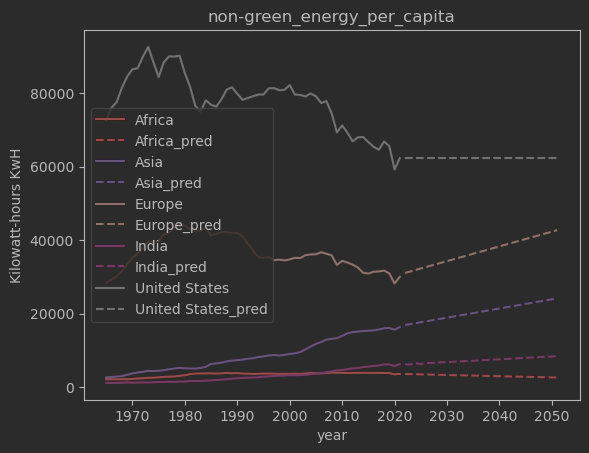 non-green_energy_per_capita
Kilowatt-hours KwH
80000
60000
40000
20000
0
Africa
Africa_pred
Asia
Asia_pred
Europe
Europe_pred
India
India_pred
United States
United States_pred
1970 1980 1990 2000 2010 2020 2030 2040 2050
year